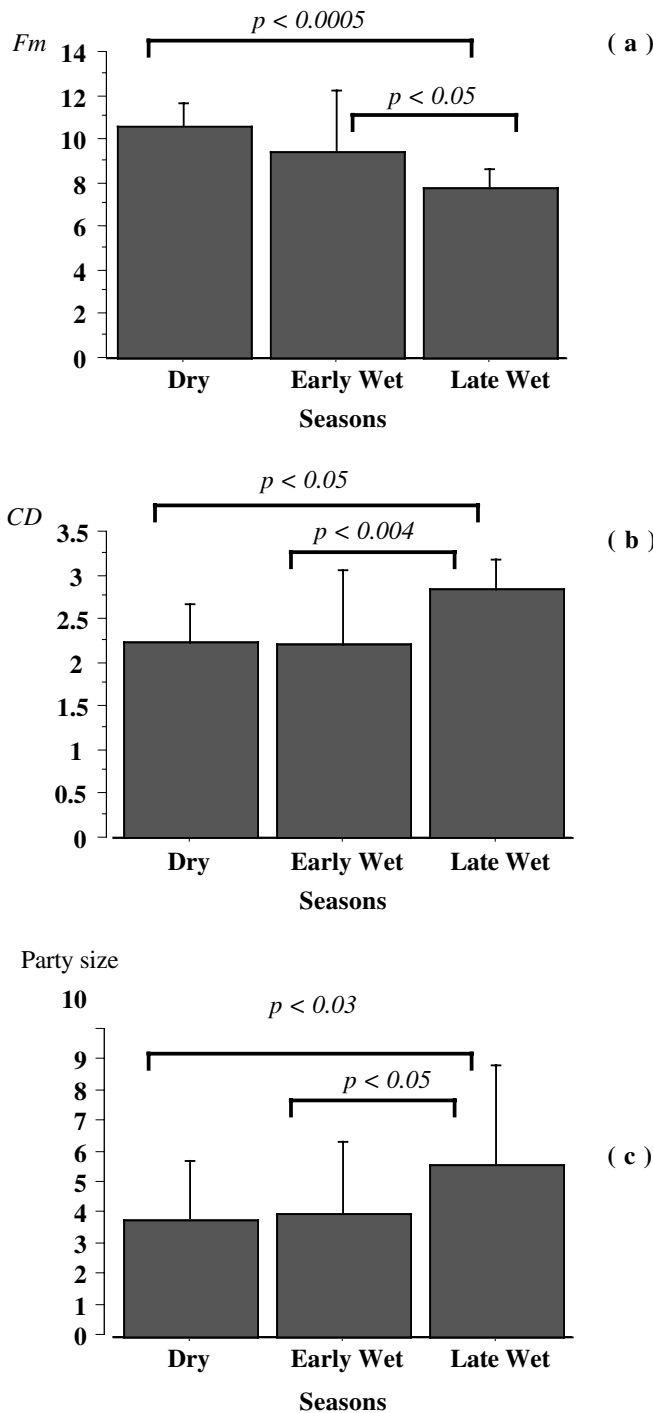 p < 0.0005
Fm
( a )
14
p < 0.05
12
10
8
6
4
2
0
Dry Early Wet Late Wet
Seasons
p < 0.05
CD
( b )
3.5
p < 0.004
3
2.5
2
1.5
1
0.5
0
Dry Early Wet Late Wet
Seasons
Party size
10
p < 0.03
9
p < 0.05
8
7
6
( c )
5
4
3
2
1
0
Dry Early Wet Late Wet
Seasons